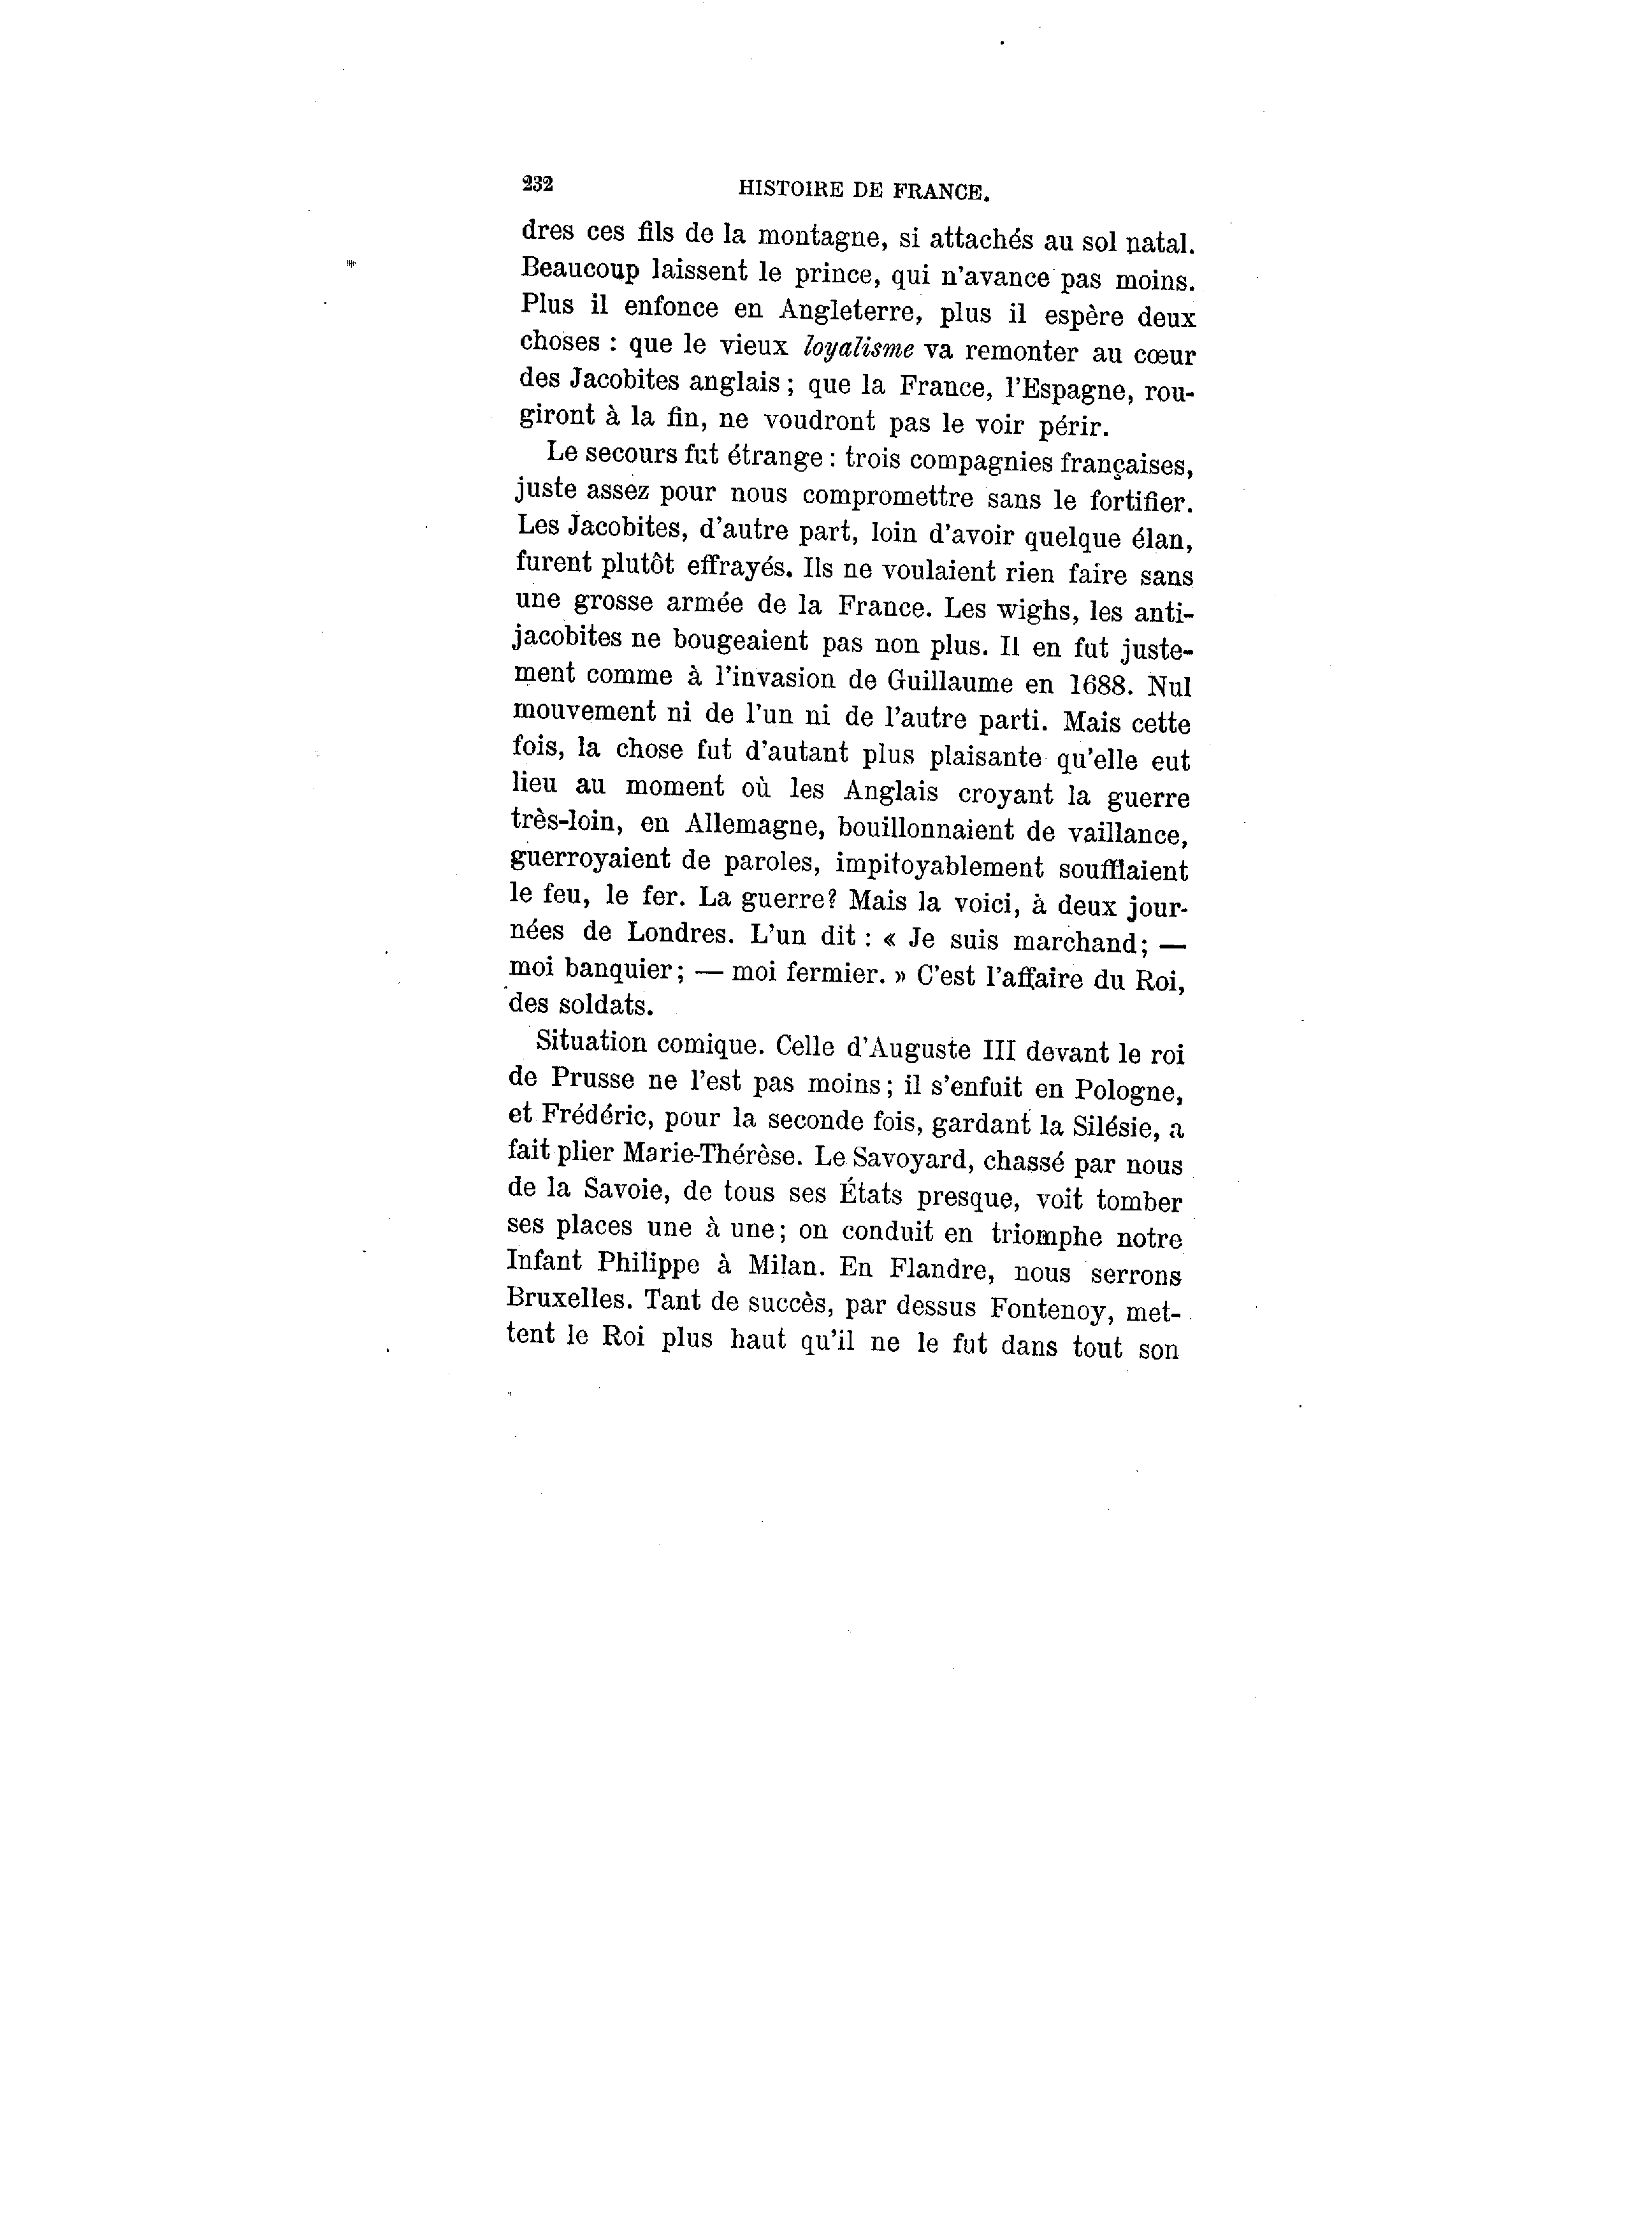 232 HISTOIRE DE FRANCE.
dres ces fils de la montagne, si attachés au sol natal.
Beaucoup laissent le prince, qui n'avance pas moins.
Plus il enfonce en Angleterre, plus il espère deux
choses : que le vieux loyalisme va remonter au cœur
des Jacobites anglais ; que la France, l'Espagne, rou-
giront à la fin, ne voudront pas le voir périr.
Le secours fut étrange : trois compagnies françaises,
juste assez pour nous compromettre sans le fortifier.
Les Jacobites, d'autre part, loin d'avoir quelque élan,
furent plutôt effrayés. Ils ne voulaient rien faire sans
une grosse armée de la France. Les wighs, les anti-
jacobites ne bougeaient pas non plus. Il en fut juste-
ment comme à l'invasion de Guillaume en 1688. Nul
mouvement ni de l'un ni de l'autre parti. Mais cette
fois, la chose fut d'autant plus plaisante qu'elle eut
lieu au moment où les Anglais croyant la guerre
très-loin, en Allemagne, bouillonnaient de vaillance,
guerroyaient de paroles, impitoyablement soufflaient
le feu, le fer. La guerre? Mais la voici, à deux jour-
nées de Londres. L'un dit : « Je suis marchand; —
moi banquier; — moi fermier. » C'est l'affaire du Roi,
des soldats.
Situation comique. Celle d'Auguste III devant le roi
de Prusse ne l'est pas moins; il s'enfuit en Pologne,
et Frédéric, pour la seconde fois, gardant la Silésie, a
fait plier Marie-Thérèse. Le Savoyard, chassé par nous
de la Savoie, de tous ses États presque, voit tomber
ses places une à une; on conduit en triomphe notre
Infant Philippe à Milan. En Flandre, nous serrons
Bruxelles. Tant de succès, par dessus Fontenoy, met-
tent le Roi plus haut qu'il ne le fut dans tout son